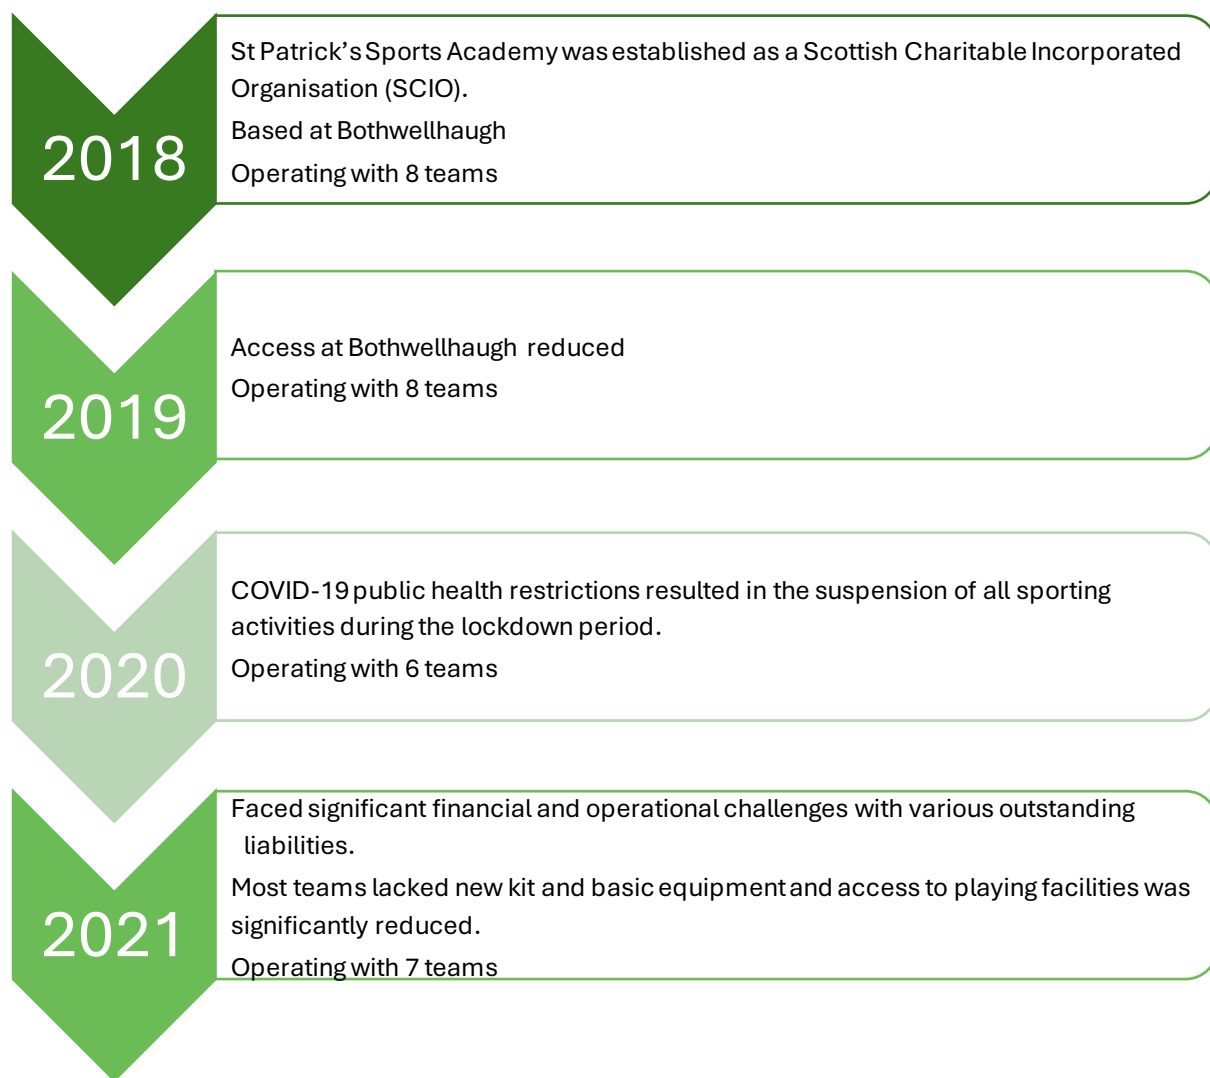 2018
St Patrick’s Sports Academy was established as a Scottish Charitable Incorporated
Organisation (SCIO).
Based at Bothwellhaugh
Operating with 8 teams
2019
Access at Bothwellhaugh reduced
Operating with 8 teams
2020
COVID-19 public health restrictions resulted in the suspension of all sporting
activities during the lockdown period.
Operating with 6 teams
2021
Faced significant financial and operational challenges with various outstanding
liabilities.
Most teams lacked new kit and basic equipment and access to playing facilities was
significantly reduced.
Operating with 7 teams